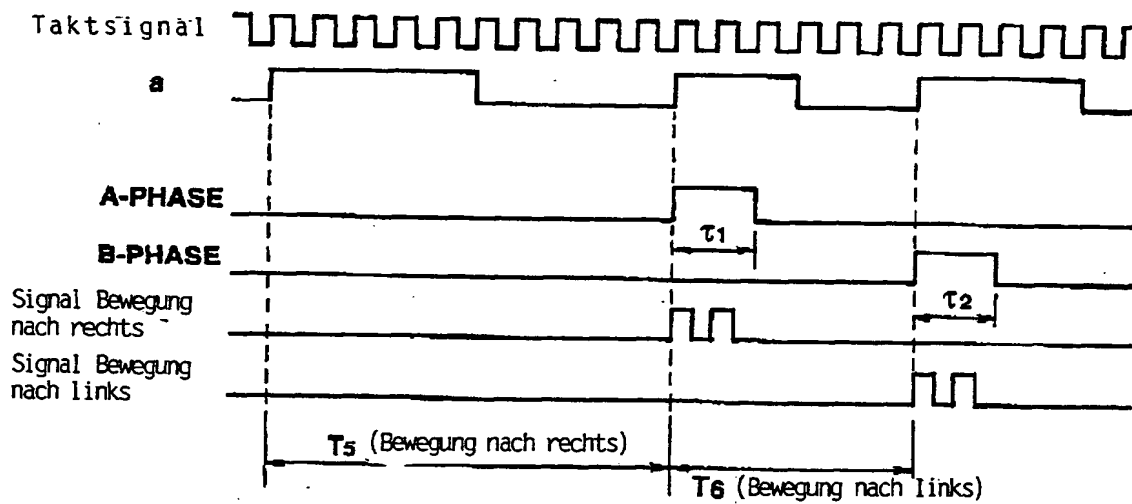 Taktsignal
a
A-PHASE
τ1
B-PHASE
τ2
Signal Bewegung
nach rechts
Signal Bewegung
nach links
T5 (Bewegung nach rechts)
T6 (Bewegung nach links)